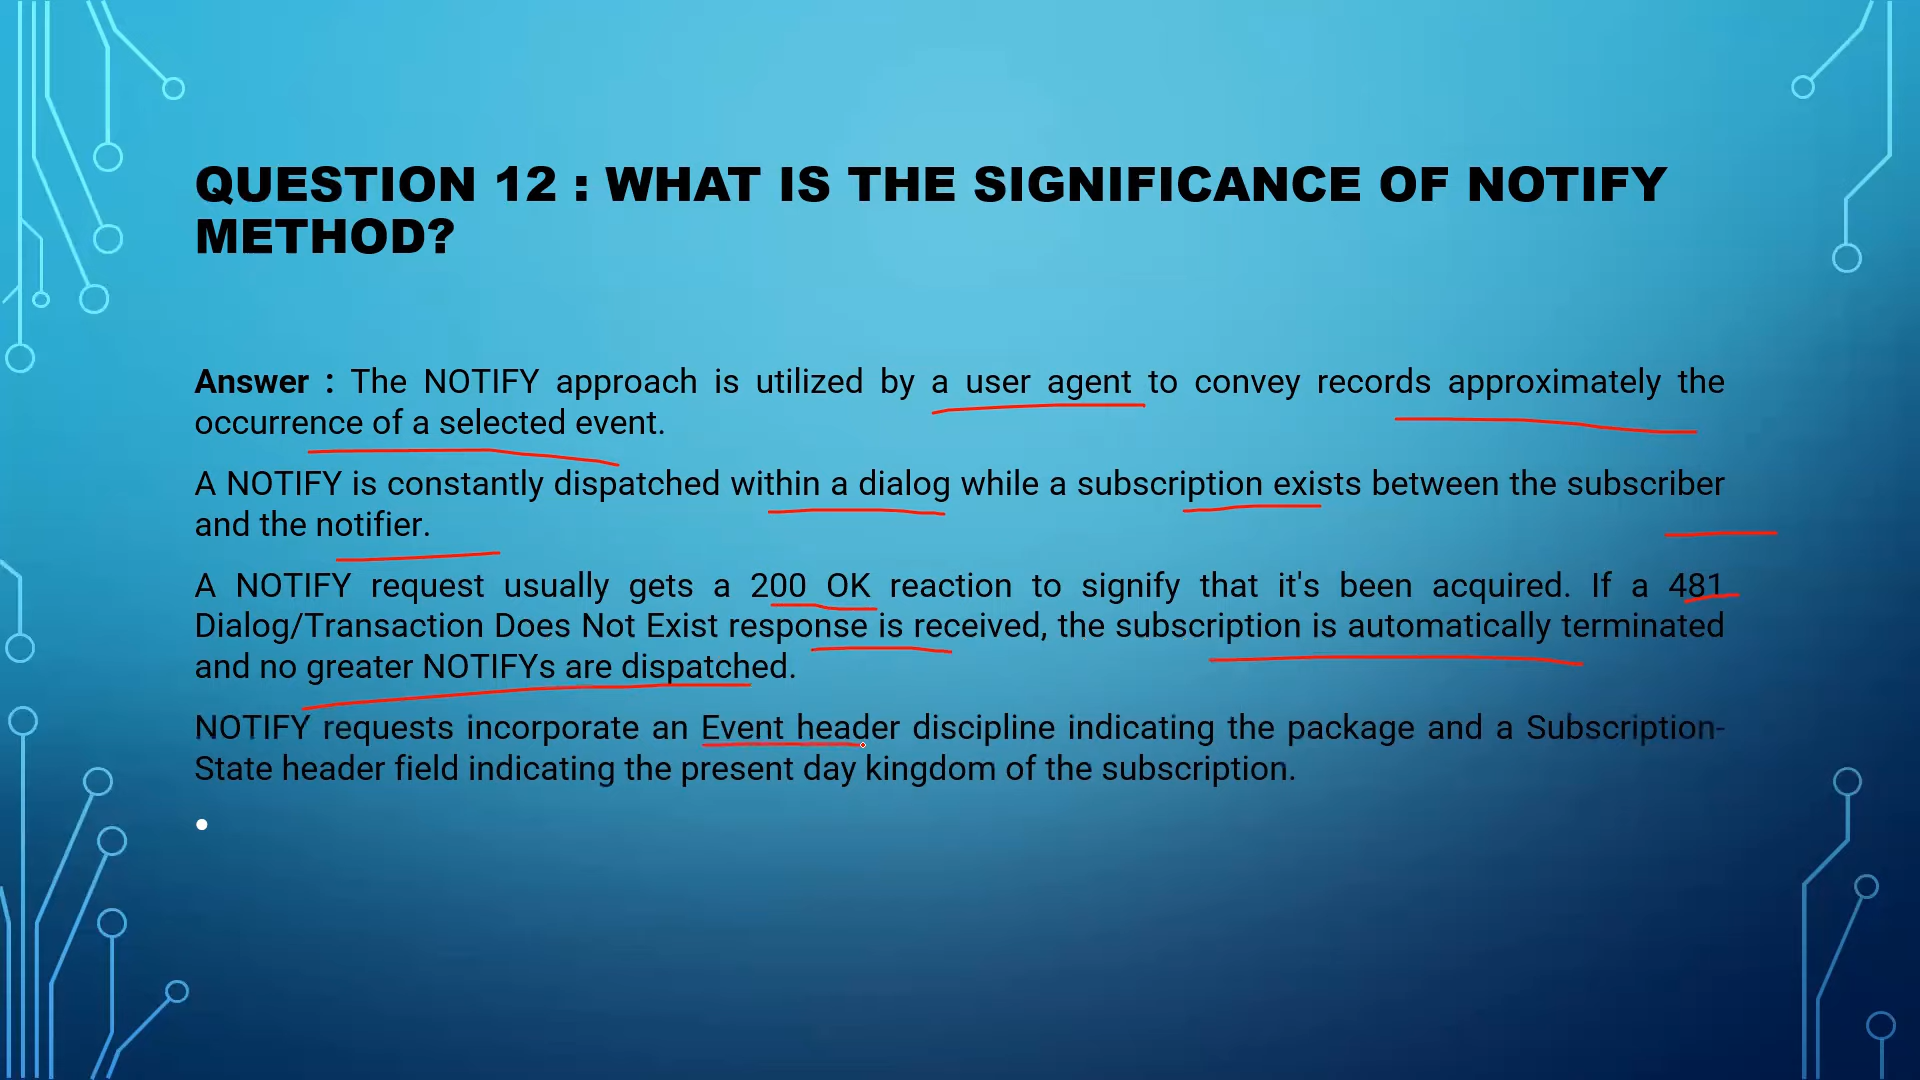 QUESTION 12 : WHAT IS THE SIGNIFICANCE OF NOTIFY
METHOD?
Answer : The NOTIFY approach is utilized by a user agent to convey records approximately the
occurrence of a selected event.
A NOTIFY is constantly dispatched within a dialog while a subscription exists between the subscriber
and the notifier.
A NOTIFY request usually gets a 200 OK reaction to signify that it's been acquired. If a 481
Dialog/Transaction Does Not Exist response is received, the subscription is automatically terminated
and no greater NOTIFYs are dispatched.
NOTIFY requests incorporate an Event header discipline indicating the package and a Subscription-
State header field indicating the present day kingdom of the subscription.